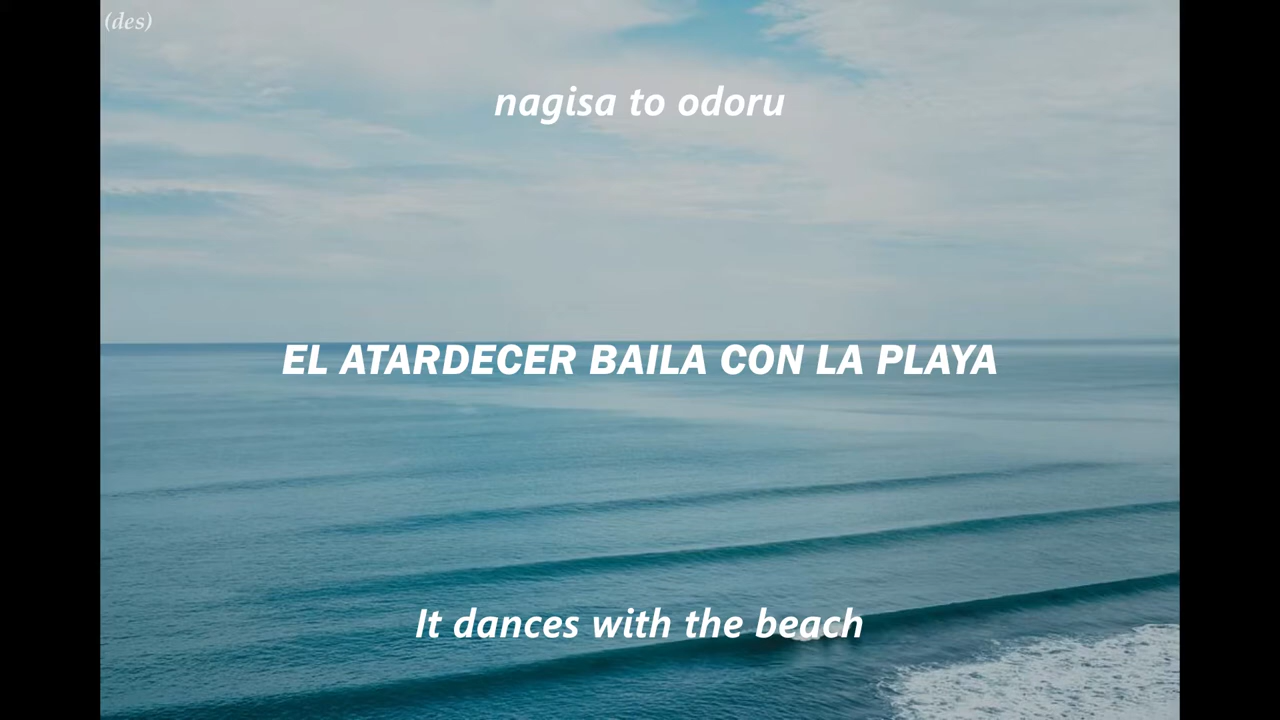 (des)
nagisa to odoru
EL ATARDECER BAILA CON LA PLAYA
It dances with the beach